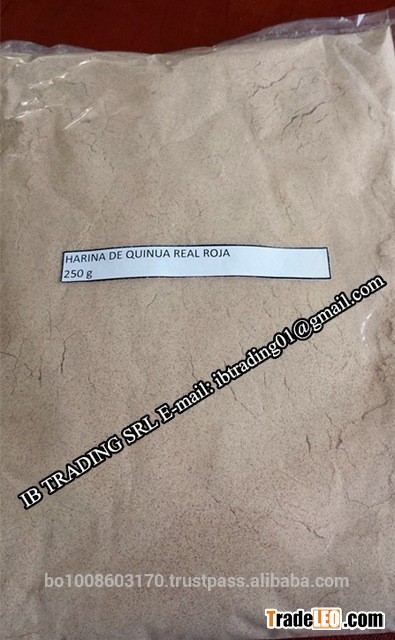 HARINA DE QUINUA REAL ROJA
250 g
IB TRADING SRL E-mail: ibtrading01@gmail.com
bo1008603170.trustpass.alibaba.com
TradeLEO.com